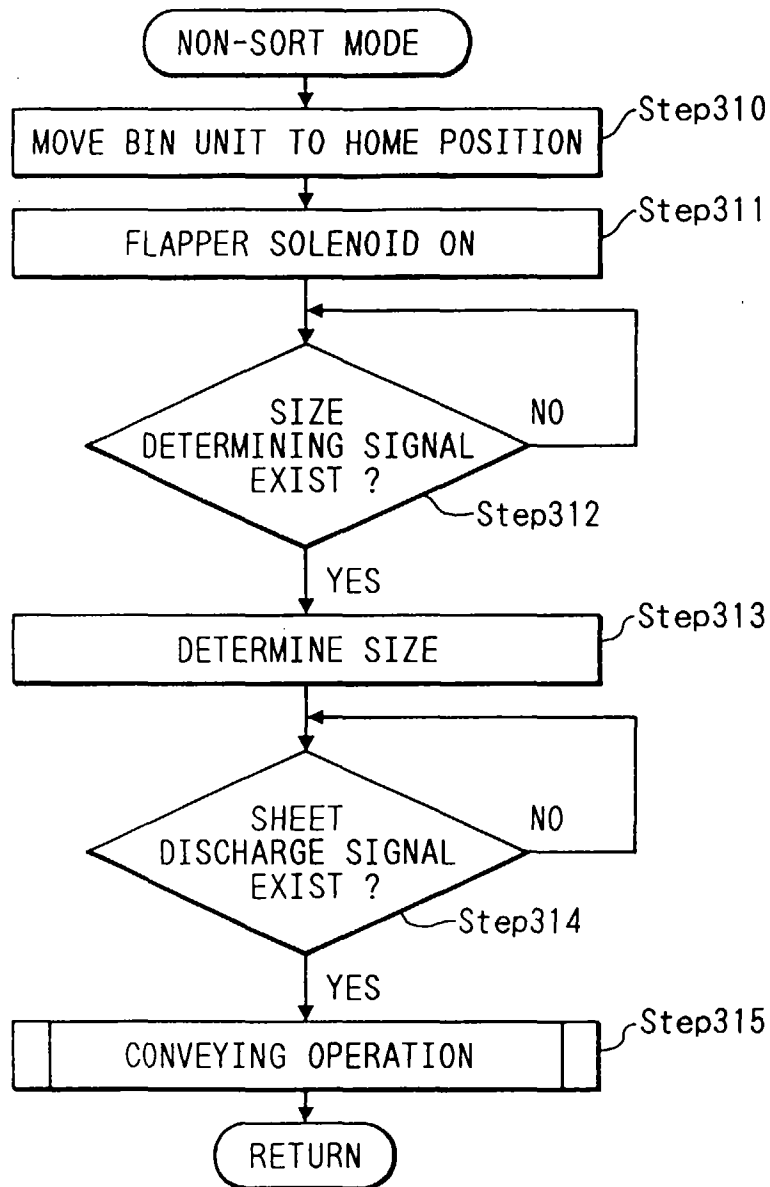 NON-SORT MODE
Step310
MOVE BIN UNIT TO HOME POSITION
Step311
FLAPPER SOLENOID ON
SIZE
DETERMINING SIGNAL
EXIST ?
NO
Step312
YES
Step313
DETERMINE SIZE
SHEET
DISCHARGE SIGNAL
EXIST ?
NO
Step314
YES
Step315
CONVEYING OPERATION
RETURN